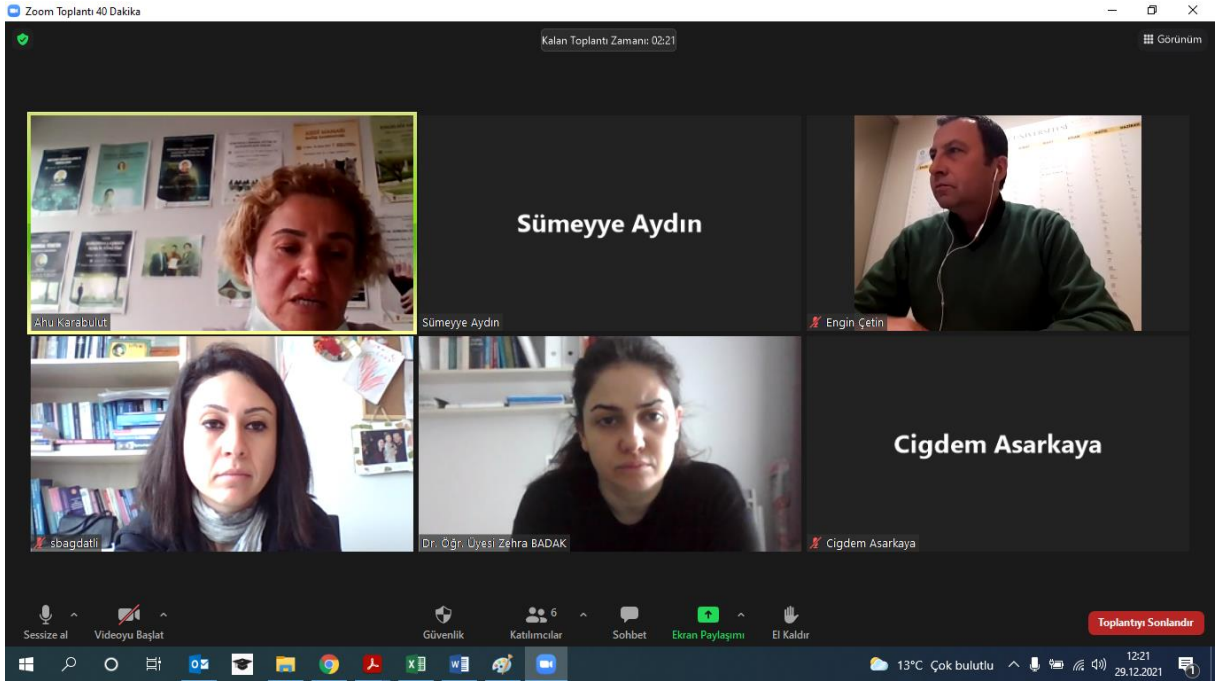 Zoom Toplantı 40 Dakika
Kalan Toplantı Zamanı: 02:21
Görünüm
Ahu Karabulut
Sümeyye Aydın
Sümeyye Aydın
Engin Çetin
sbagdatli
Dr. Öğr. Üyesi Zehra BADAK
Cigdem Asarkaya
Cigdem Asarkaya
Sessize al
Videoyu Başlat
Güvenlik
6
Katılımcılar
Sohbet
Ekran Paylaşımı
El Kaldır
Toplantıyı Sonlandır
13°C Çok bulutlu
12:21
29.12.2021
1